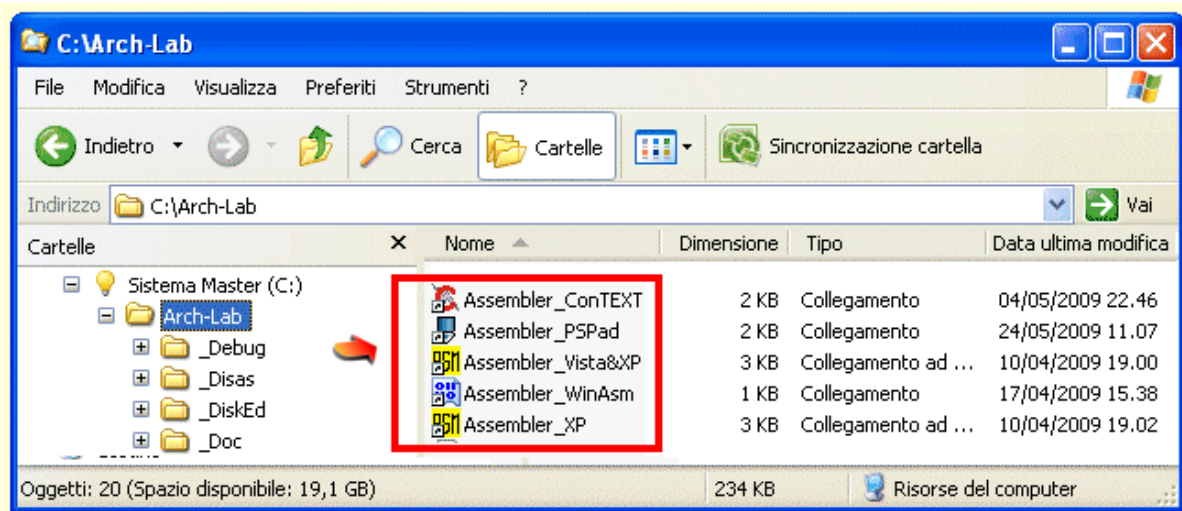 C:\Arch-Lab
File Modifica Visualizza Preferiti Strumenti ?
Indietro Cerca Cartelle Sincronizzazione cartella
Indirizzo C:\Arch-Lab Vai
Cartelle Nome Dimensione Tipo Data ultima modifica
Sistema Master (C:)
Arch-Lab
_Debug
_Disas
_DiskEd
_Doc
Assembler_ConTEXT 2 KB Collegamento 04/05/2009 22.46
Assembler_PSPad 2 KB Collegamento 24/05/2009 11.07
Assembler_Vista&XP 3 KB Collegamento ad ... 10/04/2009 19.00
Assembler_WinAsm 1 KB Collegamento 17/04/2009 15.38
Assembler_XP 3 KB Collegamento ad ... 10/04/2009 19.02
Oggetti: 20 (Spazio disponibile: 19,1 GB) 234 KB Risorse del computer